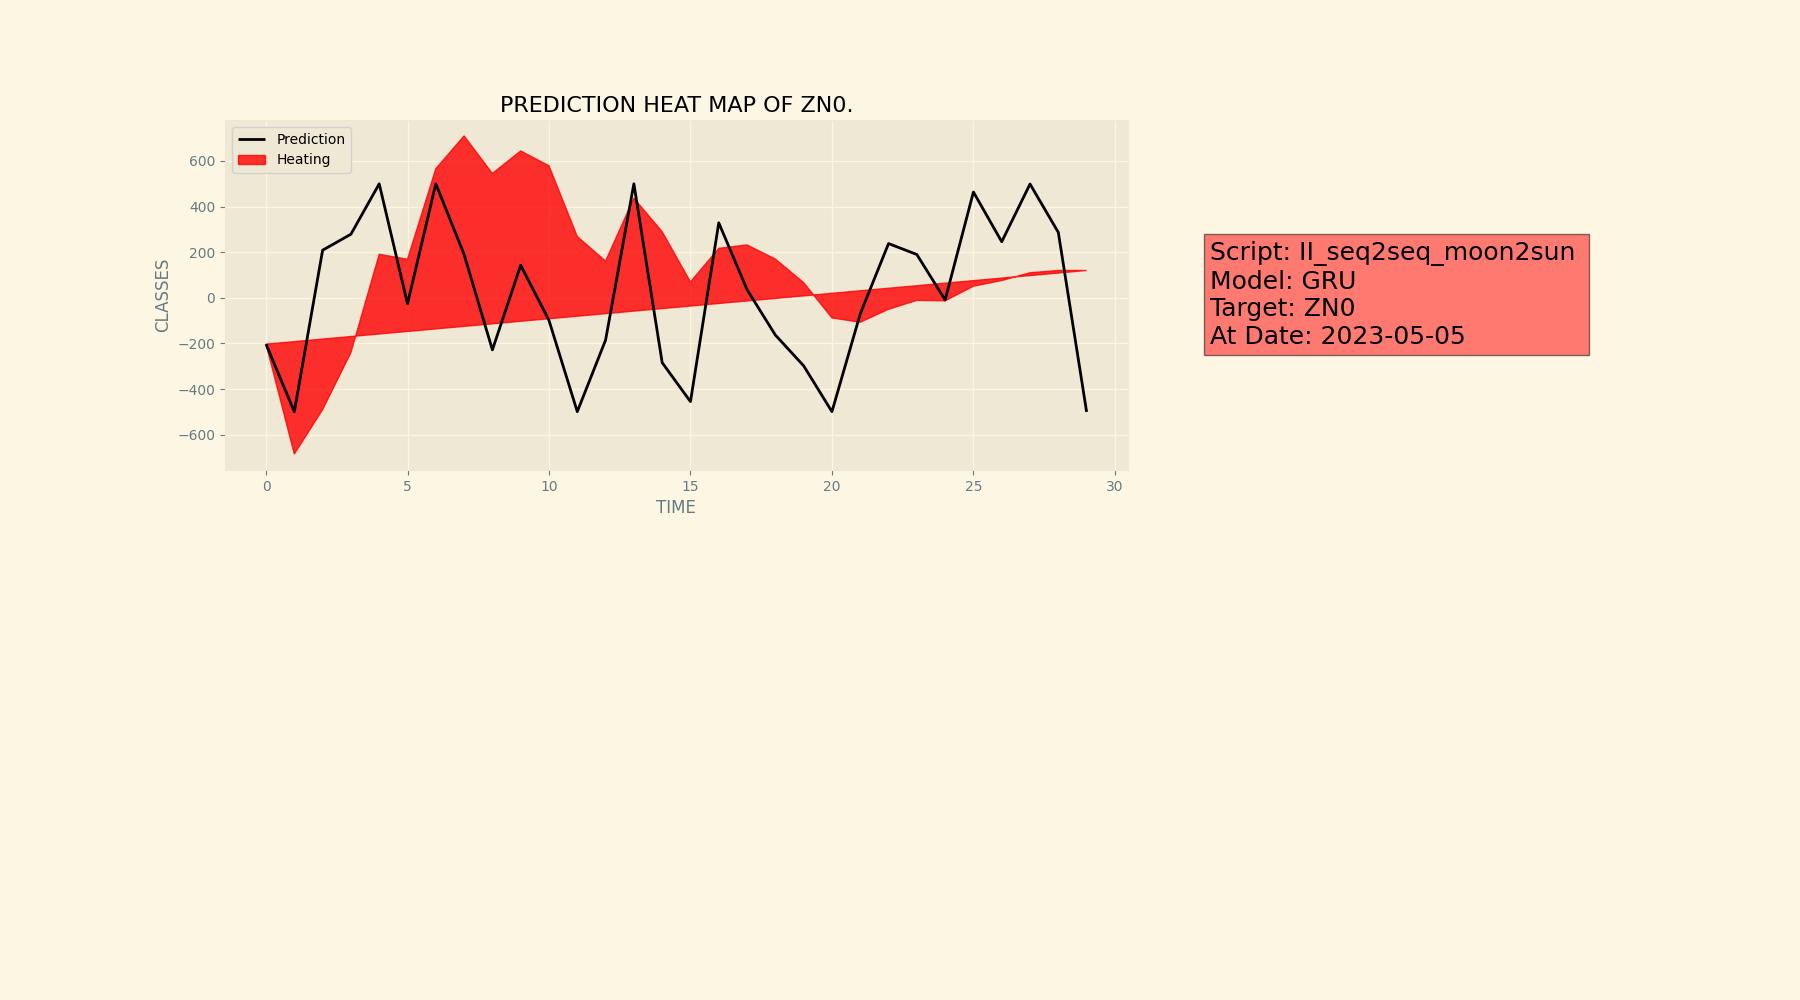 PREDICTION HEAT MAP OF ZN0.
Prediction
Heating
CLASSES
600
400
200
0
−200
−400
−600
0 5 10 15 20 25 30
TIME
Script: II_seq2seq_moon2sun
Model: GRU
Target: ZN0
At Date: 2023-05-05